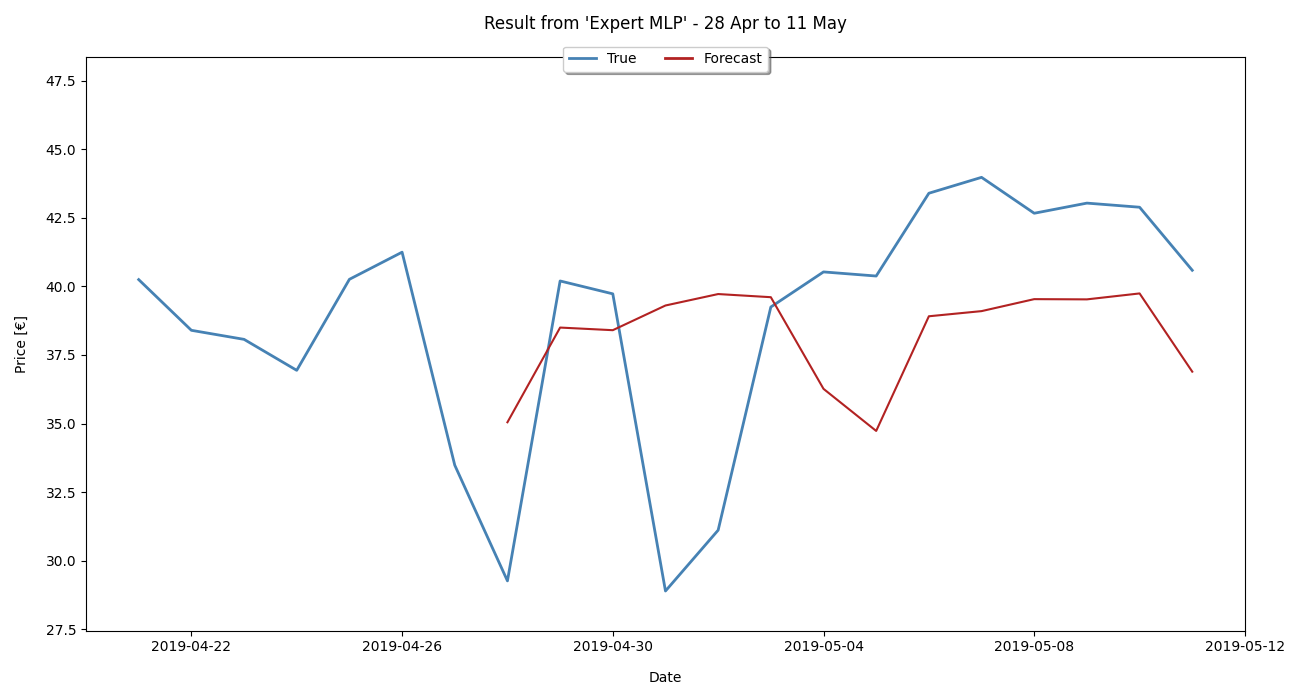 Result from 'Expert MLP' - 28 Apr to 11 May
True Forecast
47.5
45.0
42.5
40.0
37.5
35.0
32.5
30.0
27.5
Price [€]
2019-04-22 2019-04-26 2019-04-30 2019-05-04 2019-05-08 2019-05-12
Date